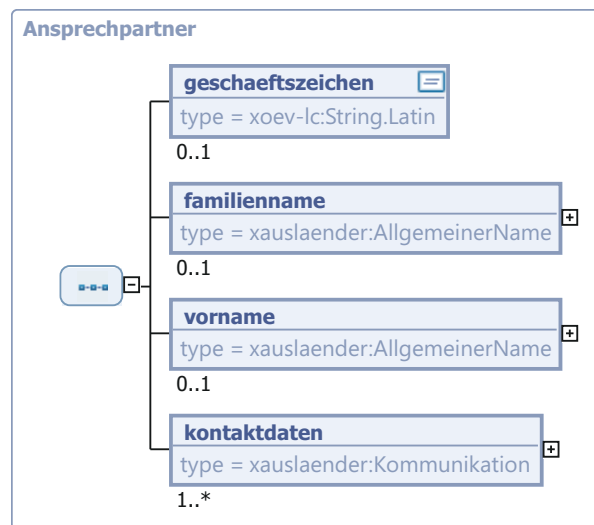 Ansprechpartner
geschaeftszeichen
type = xoev-lc:String.Latin
0..1
familienname
type = xauslaender:AllgemeinerName
0..1
vorname
type = xauslaender:AllgemeinerName
0..1
kontaktdaten
type = xauslaender:Kommunikation
1..*